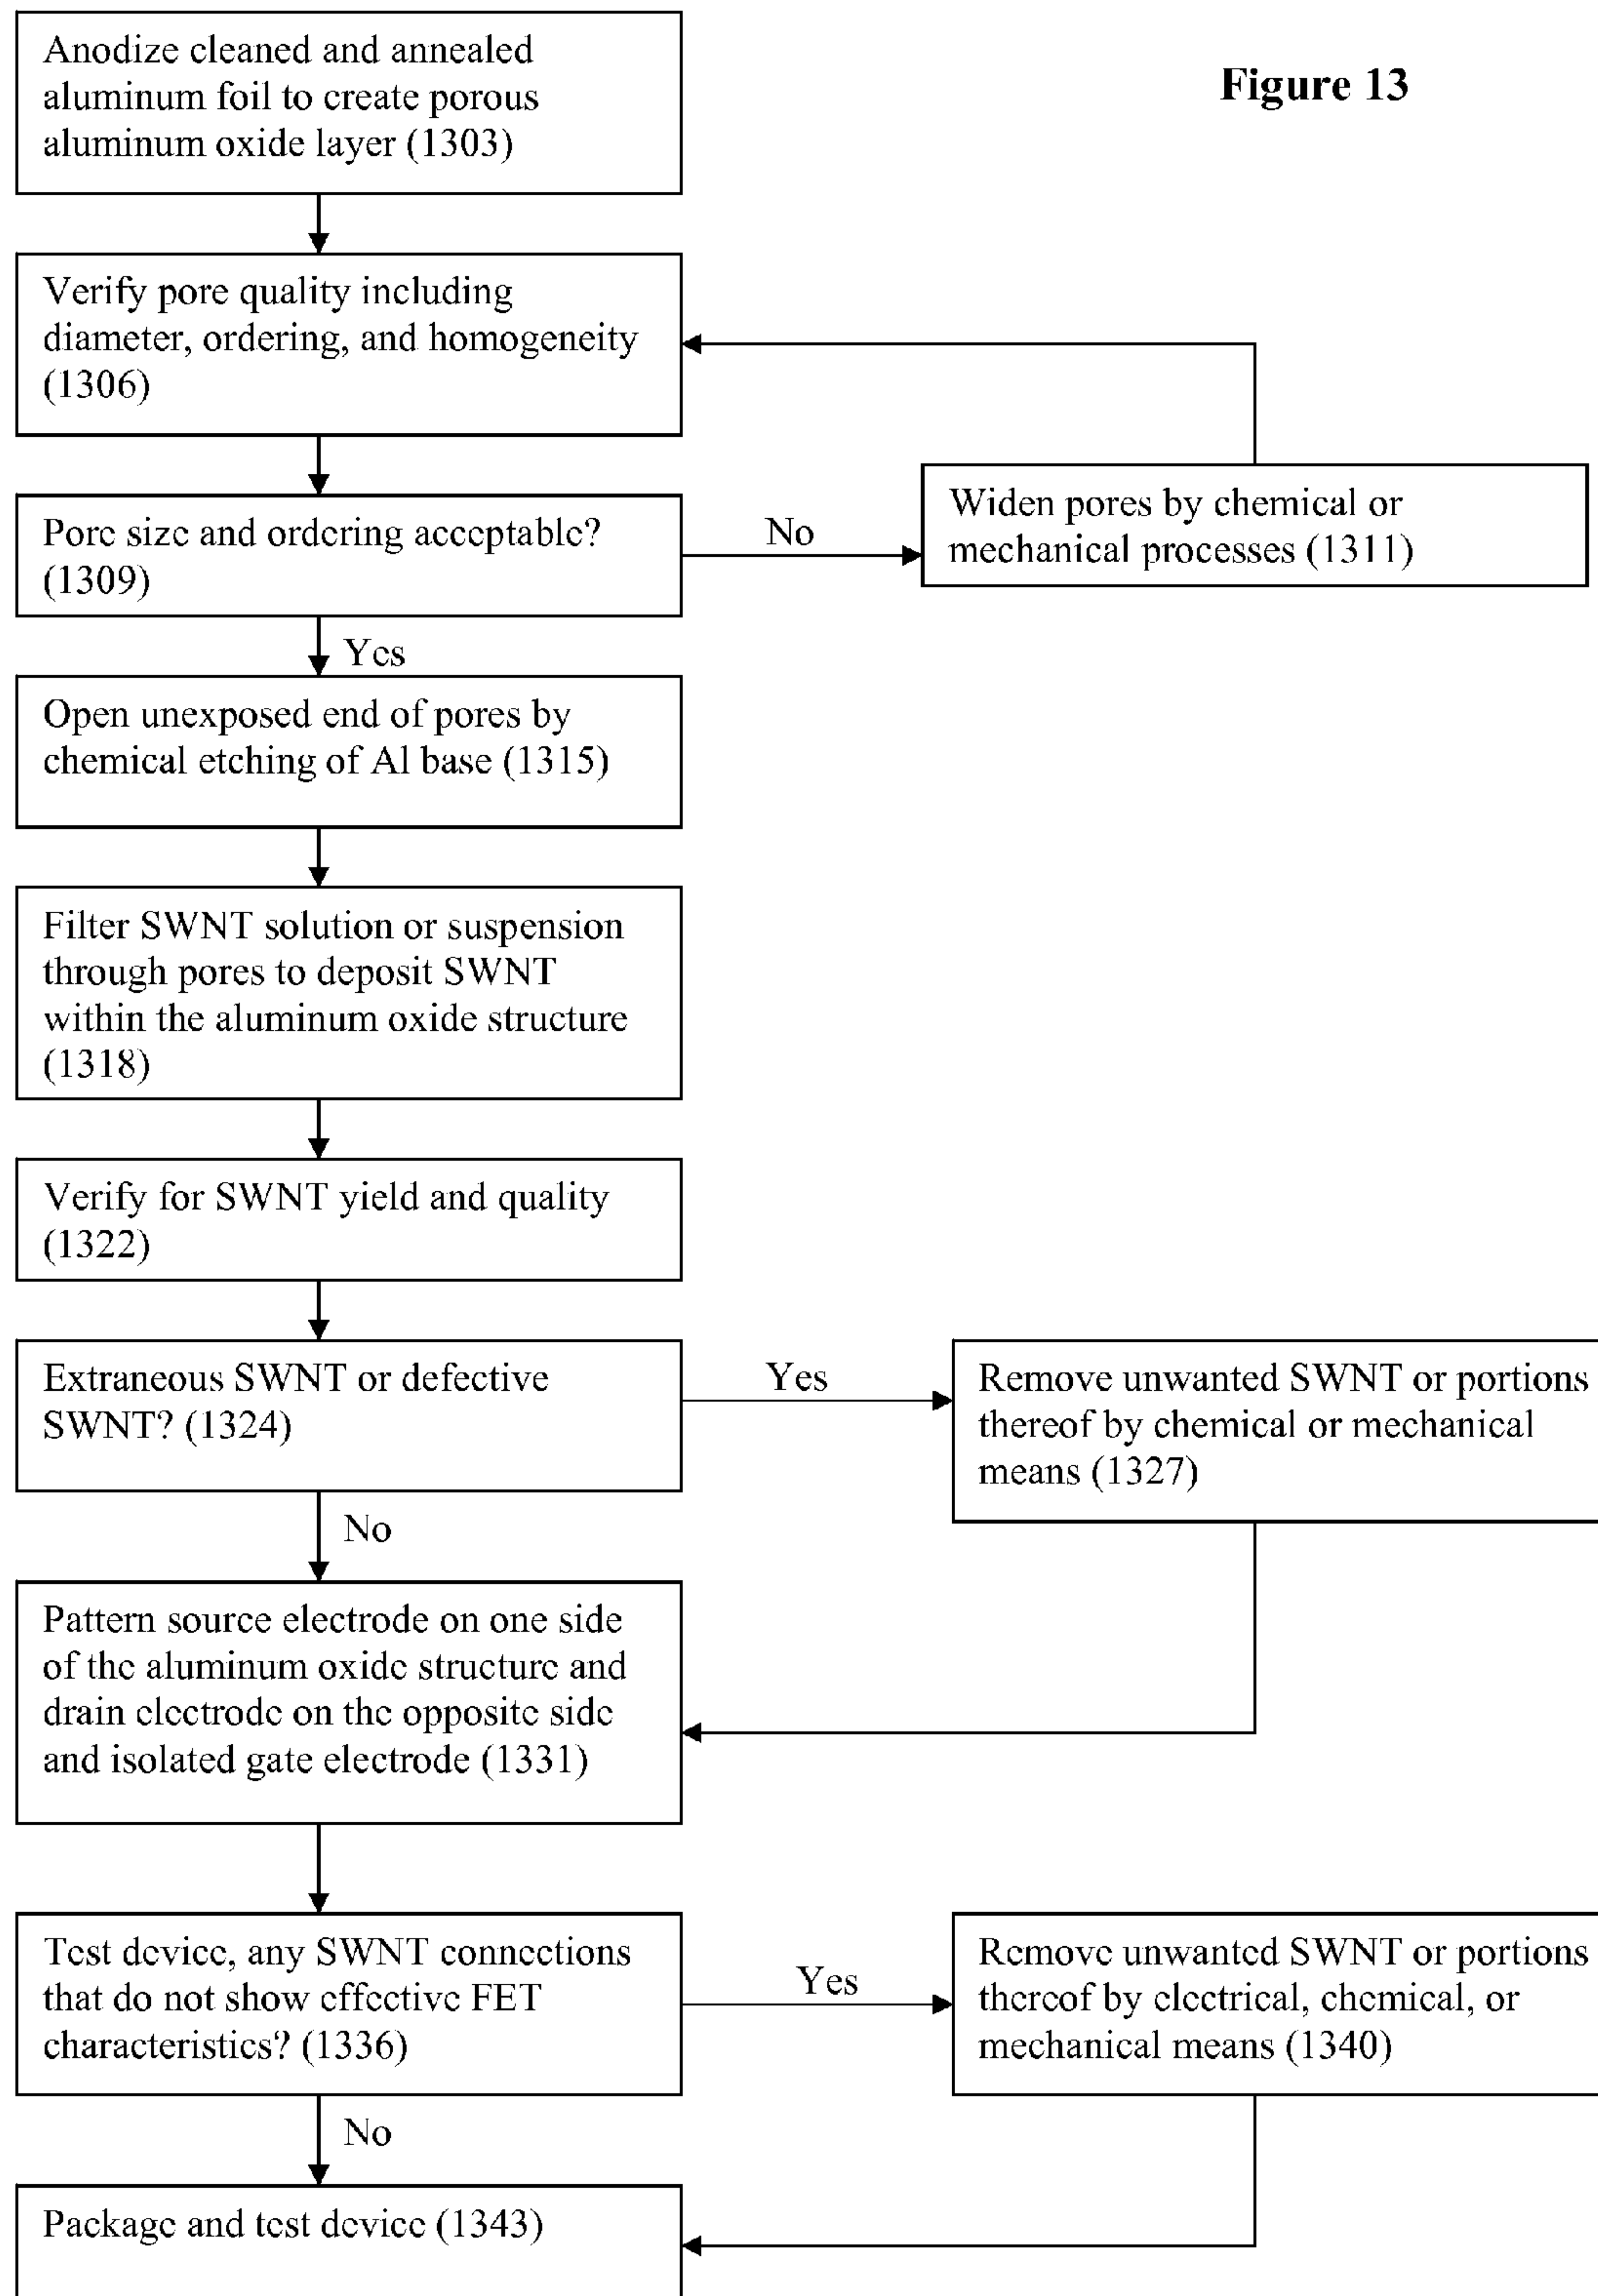 Figure 13
Anodize cleaned and annealed
aluminum foil to create porous
aluminum oxide layer (1303)
Verify pore quality including
diameter, ordering, and homogeneity
(1306)
Pore size and ordering acceptable?
(1309)
No
Widen pores by chemical or
mechanical processes (1311)
Yes
Open unexposed end of pores by
chemical etching of Al base (1315)
Filter SWNT solution or suspension
through pores to deposit SWNT
within the aluminum oxide structure
(1318)
Verify for SWNT yield and quality
(1322)
Extraneous SWNT or defective
SWNT? (1324)
Yes
Remove unwanted SWNT or portions
thereof by chemical or mechanical
means (1327)
No
Pattern source electrode on one side
of the aluminum oxide structure and
drain electrode on the opposite side
and isolated gate electrode (1331)
Test device, any SWNT connections
that do not show effective FET
characteristics? (1336)
Yes
Remove unwanted SWNT or portions
thereof by electrical, chemical, or
mechanical means (1340)
No
Package and test device (1343)